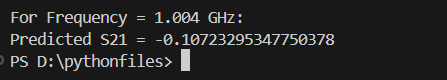 For Frequency = 1.004 GHz:
Predicted S21 = -0.10723295347750378
PS D:\pythonfiles>